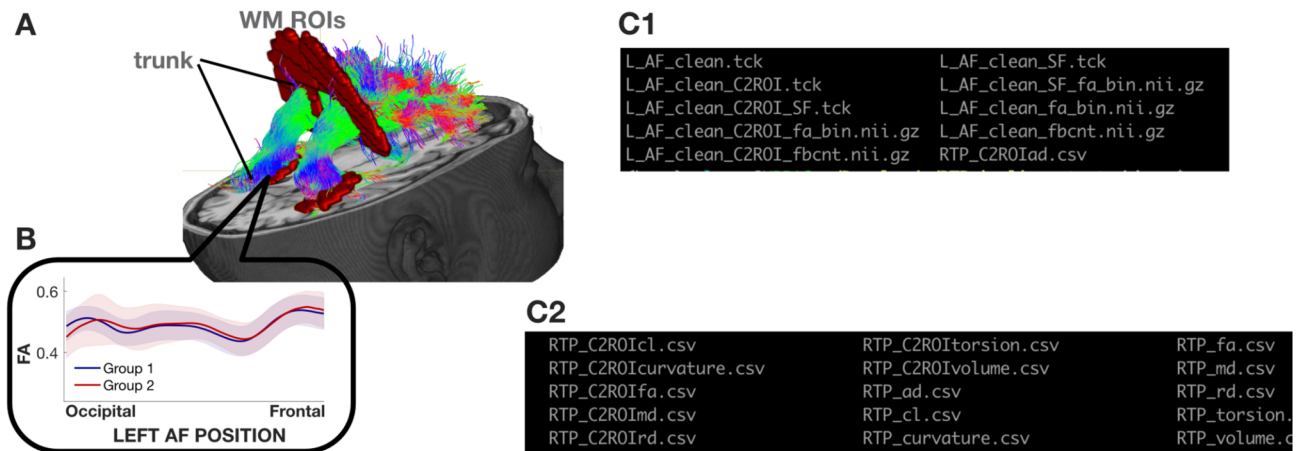 A
WM ROIs
trunk
B
0.6
0.4
FA
Group 1
Group 2
Occipital Frontal
LEFT AF POSITION
C1
L_AF_clean.tck L_AF_clean_SF.tck
L_AF_clean_C2ROI.tck L_AF_clean_SF_fa_bin.nii.gz
L_AF_clean_C2ROI_SF.tck L_AF_clean_fa_bin.nii.gz
L_AF_clean_C2ROI_fa_bin.nii.gz L_AF_clean_fbcnt.nii.gz
L_AF_clean_C2ROI_fbcnt.nii.gz RTP_C2ROIad.csv
C2
RTP_C2ROIcl.csv RTP_C2ROItorsion.csv RTP_fa.csv
RTP_C2ROIcurvature.csv RTP_C2ROIvolume.csv RTP_md.csv
RTP_C2ROIfa.csv RTP_ad.csv RTP_rd.csv
RTP_C2ROImd.csv RTP_cl.csv RTP_torsion.
RTP_C2ROIrd.csv RTP_curvature.csv RTP_volume.c